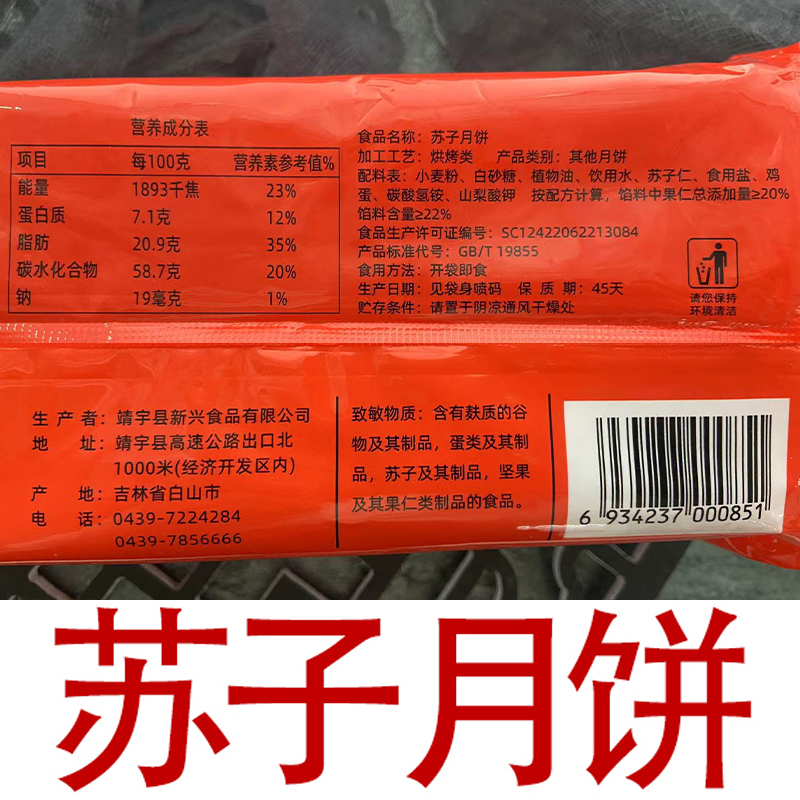 营养成分表
项目 每100克 营养素参考值%
能量 1893千焦 23%
蛋白质 7.1克 12%
脂肪 20.9克 35%
碳水化合物 58.7克 20%
钠 19毫克 1%
食品名称：苏子月饼
加工工艺：烘烤类 产品类别：其他月饼
配料表：小麦粉、白砂糖、植物油、饮用水、苏子仁、食用盐、鸡
蛋、碳酸氢铵、山梨酸钾 按配方计算，馅料中果仁总添加量≥20%
馅料含量≥22%
食品生产许可证编号：SC12422062213084
产品标准代号：GB/T 19855
食用方法：开袋即食
生产日期：见袋身喷码 保质期：45天
贮存条件：请置于阴凉通风干燥处
请您保持
环境清洁
生产者：靖宇县新兴食品有限公司
地址：靖宇县高速公路出口北
1000米(经济开发区内)
产地：吉林省白山市
电话：0439-7224284
0439-7856666
致敏物质：含有麸质的谷
物及其制品，蛋类及其制
品，苏子及其制品，坚果
及其果仁类制品的食品。
6 934237 000851
苏子月饼